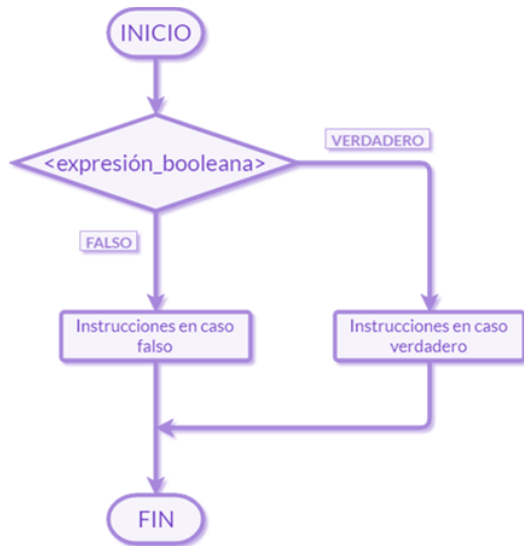 INICIO
<expresión_booleana>
VERDADERO
FALSO
Instrucciones en caso
falso
Instrucciones en caso
verdadero
FIN